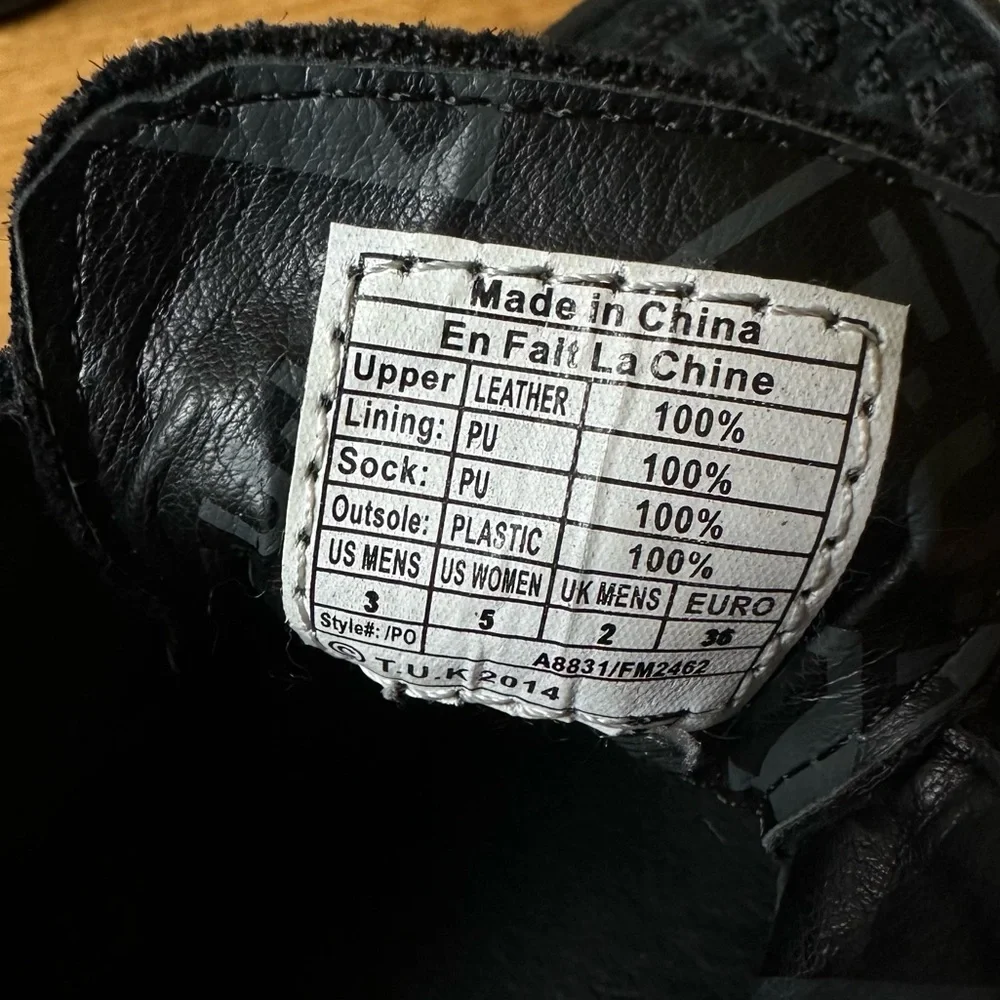 Made in China
En Fait La Chine
Upper LEATHER 100%
Lining: PU 100%
Sock: PU 100%
Outsole: PLASTIC 100%
US MENS US WOMEN UK MENS EURO
3 5 2 36
Style#: /PO A8831/FM2462
© T.U.K 2014